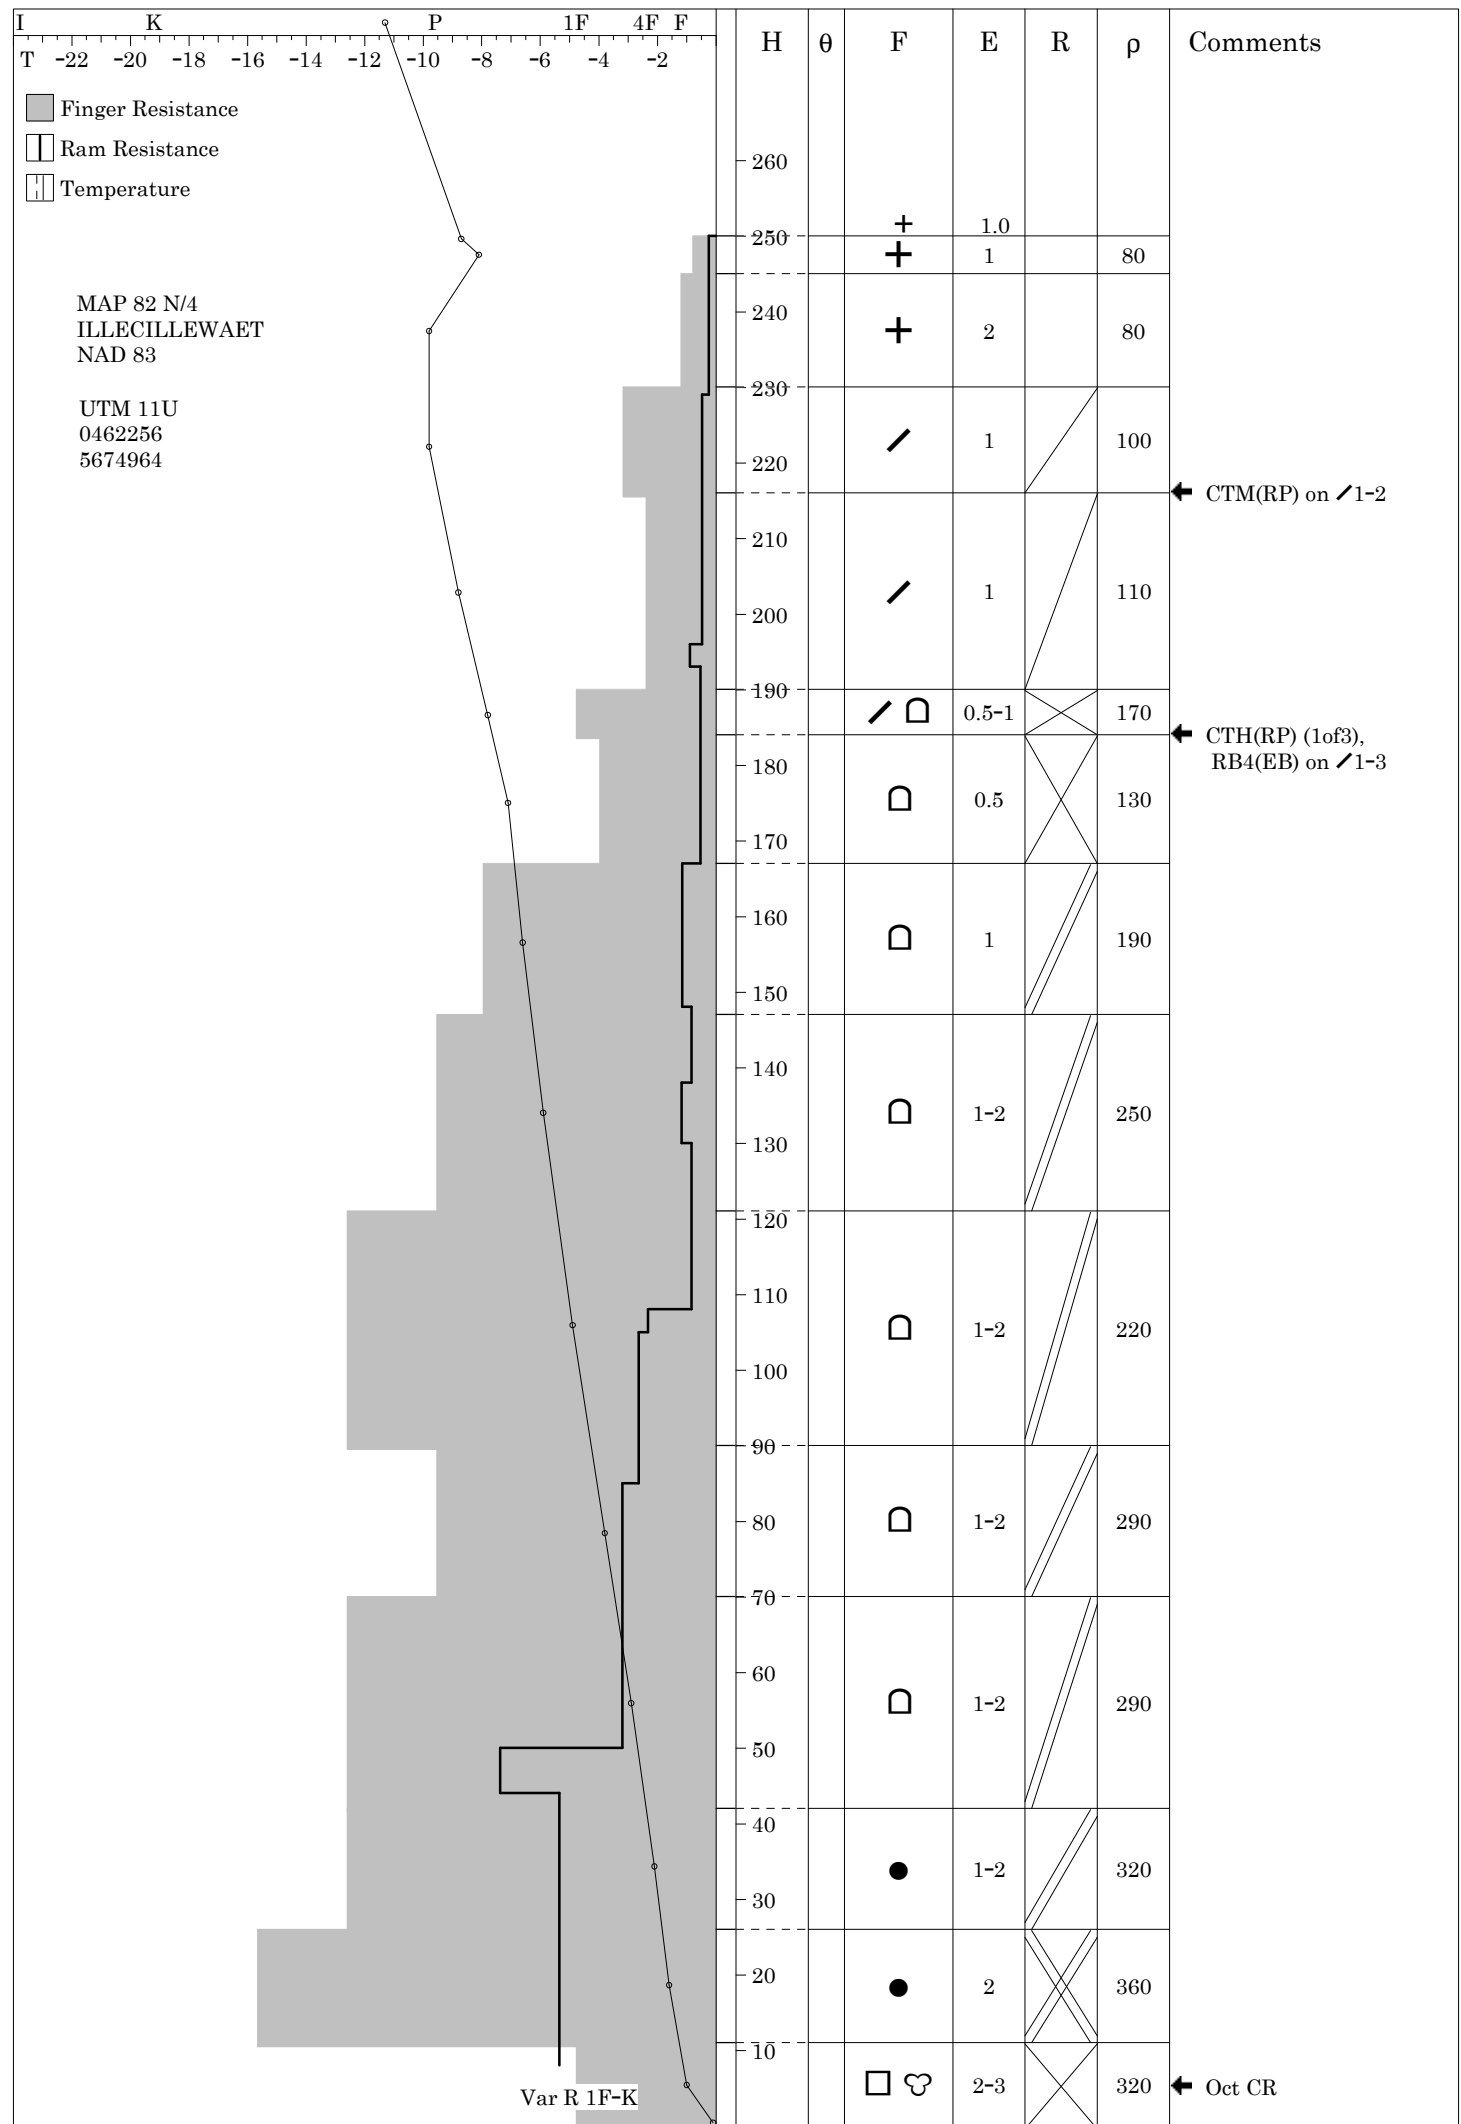 I K P 1F 4F F
T -22 -20 -18 -16 -14 -12 -10 -8 -6 -4 -2
H θ F E R ρ Comments
Finger Resistance
Ram Resistance
Temperature
260
+ 1.0
250
+ 1 80
MAP 82 N/4
ILLECILLEWAET
NAD 83
240
+ 2 80
230
UTM 11U
0462256
5674964
1 100
220
CTM(RP) on 1-2
210
1 110
200
190
0.5-1 170
CTH(RP) (1of3),
RB4(EB) on 1-3
180
0.5 130
170
160
1 190
150
140
1-2 250
130
120
110
1-2 220
100
90
80
1-2 290
70
60
1-2 290
50
40
1-2 320
30
20
2 360
10
Var R 1F-K
2-3 320 Oct CR